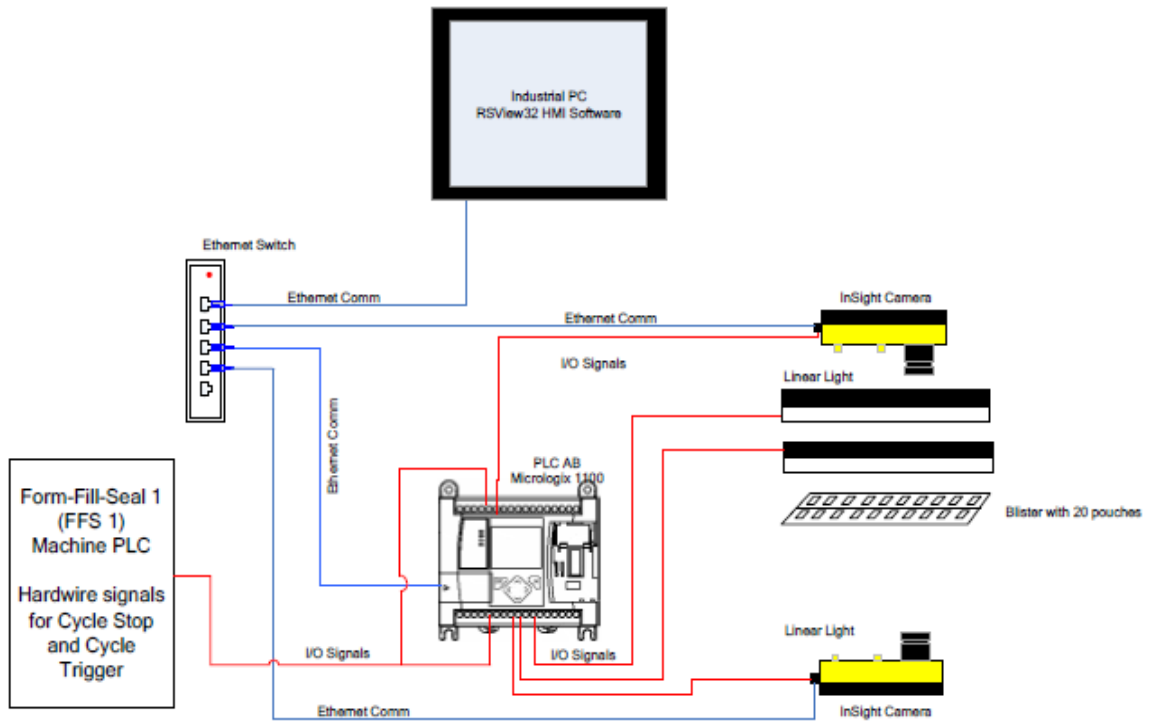 Industrial PC
RSView32 HMI Software
Ethernet Switch
Ethernet Comm
Ethernet Comm
InSight Camera
I/O Signals
Linear Light
Ethernet Comm
PLC AB
Micrologix 1100
Form-Fill-Seal 1
(FFS 1)
Machine PLC
Hardwire signals
for Cycle Stop
and Cycle
Trigger
Blister with 20 pouches
I/O Signals
I/O Signals
Linear Light
Ethernet Comm
InSight Camera